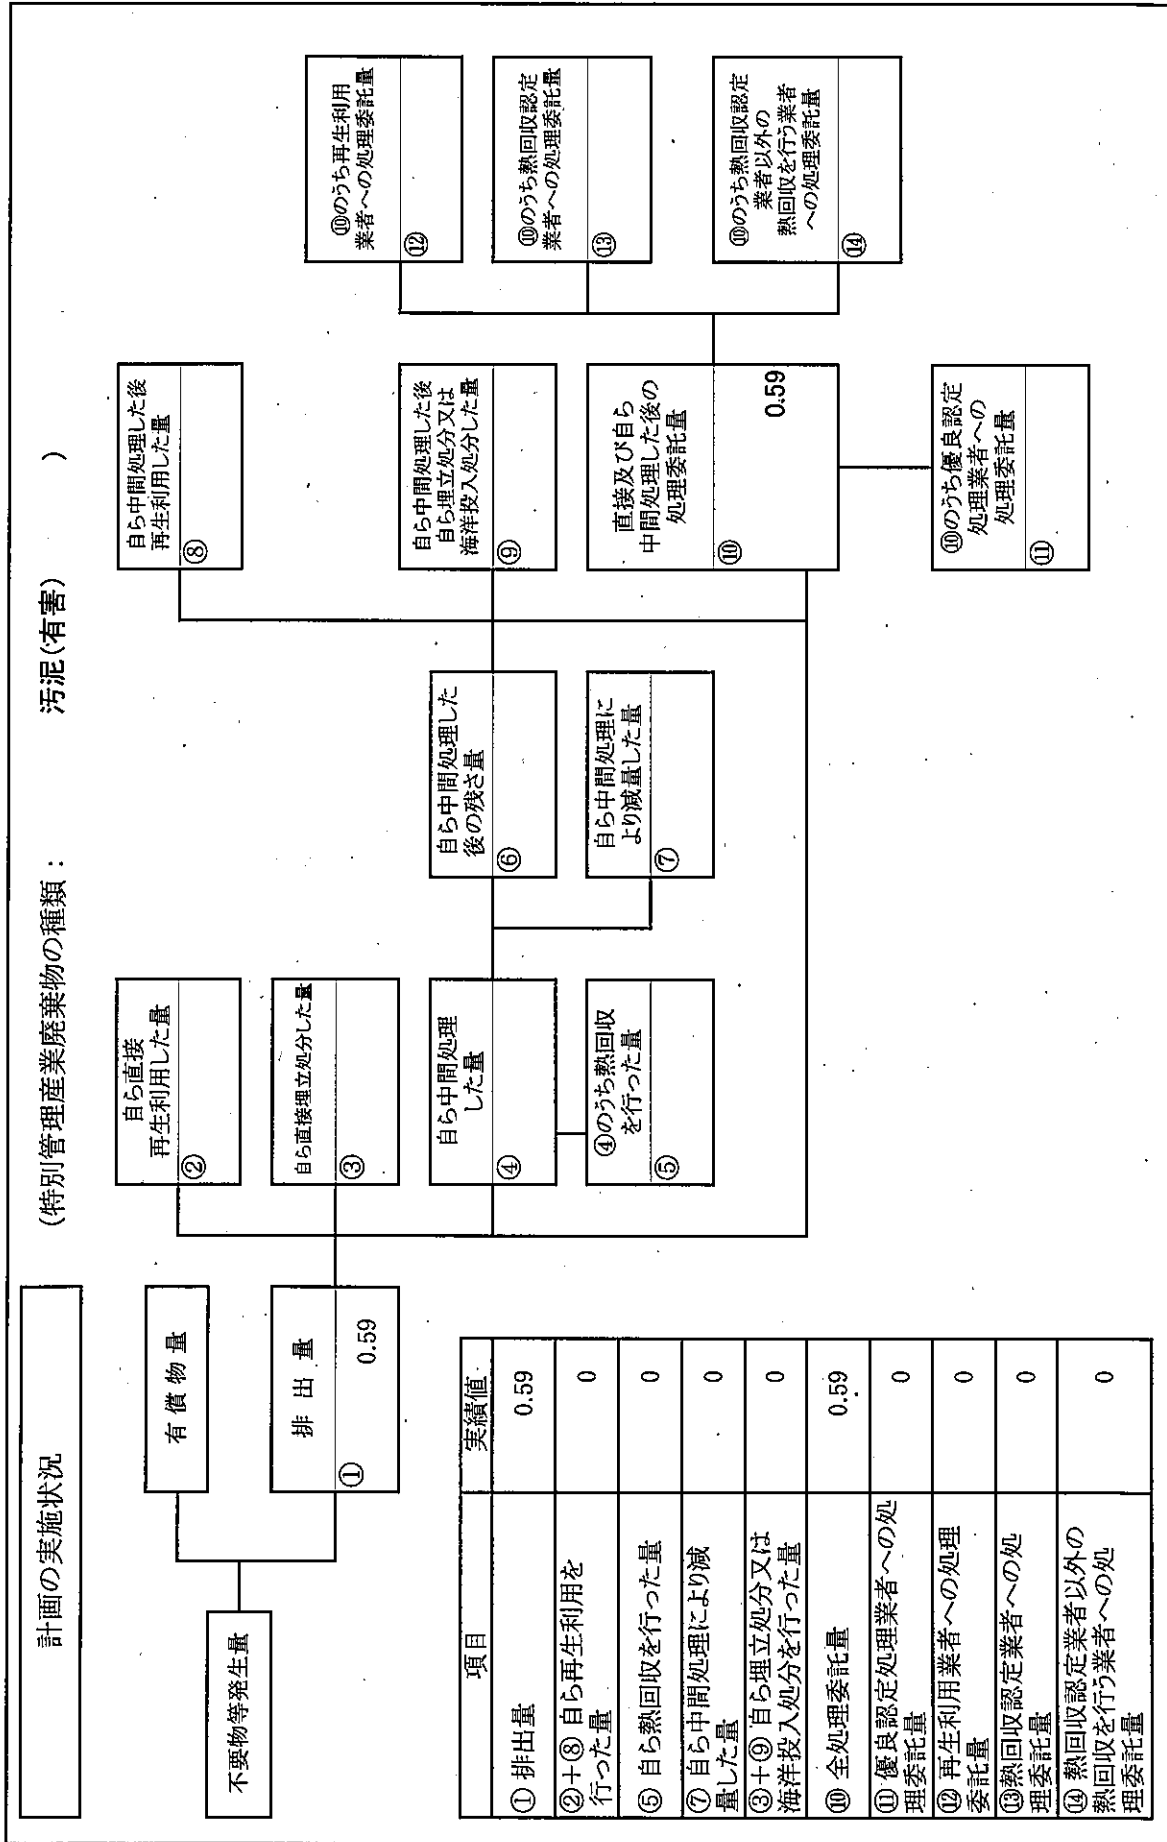 計画の実施状況
(特別管理産業廃棄物の種類： 汚泥(有害) )
不要物等発生量
有償物量
排出量
① 0.59
自ら直接
再生利用した量
②
自ら直接埋立処分した量
③
自ら中間処理
した量
④
④のうち熱回収
を行った量
⑤
自ら中間処理した
後の残さ量
⑥
自ら中間処理に
より減量した量
⑦
自ら中間処理した後
再生利用した量
⑧
自ら中間処理した後
自ら埋立処分又は
海洋投入処分した量
⑨
直接及び自ら
中間処理した後の
処理委託量
⑩
0.59
⑩のうち優良認定
処理業者への
処理委託量
⑪
⑩のうち再生利用
業者への処理委託量
⑫
⑩のうち熱回収認定
業者への処理委託量
⑬
⑩のうち熱回収認定
業者以外の
熱回収を行う業者
への処理委託量
⑭
項目 実績値
① 排出量 0.59
②＋⑧ 自ら再生利用を
行った量 0
⑤ 自ら熱回収を行った量 0
⑦ 自ら中間処理により減
量した量 0
③＋⑨ 自ら埋立処分又は
海洋投入処分を行った量 0
⑩ 全処理委託量 0.59
⑪ 優良認定処理業者への処
理委託量 0
⑫ 再生利用業者への処理
委託量 0
⑬熱回収認定業者への処
理委託量 0
⑭ 熱回収認定業者以外の
熱回収を行う業者への処
理委託量 0